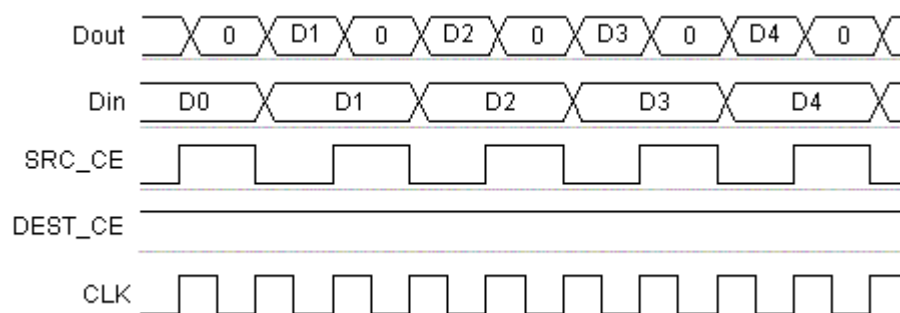 Dout 0 D1 0 D2 0 D3 0 D4 0
Din D0 D1 D2 D3 D4
SRC_CE
DEST_CE
CLK